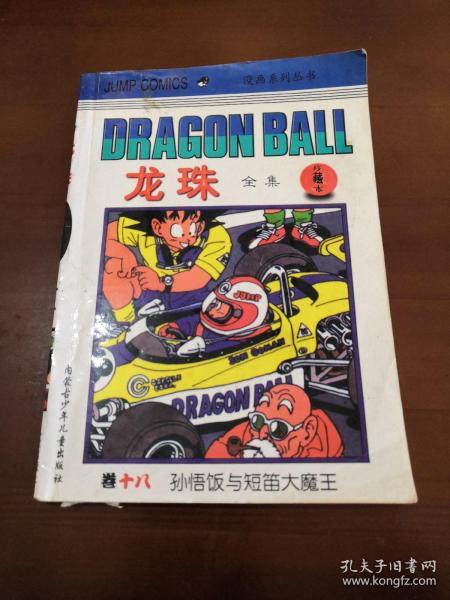 JUMP COMICS
漫画系列丛书
DRAGON BALL
龙珠 全集
珍藏本
JUMP
SON GOHAN
DRAGON BALL
内蒙古少年儿童出版社
卷十八 孙悟饭与短笛大魔王
孔夫子旧书网
www.kongfz.com